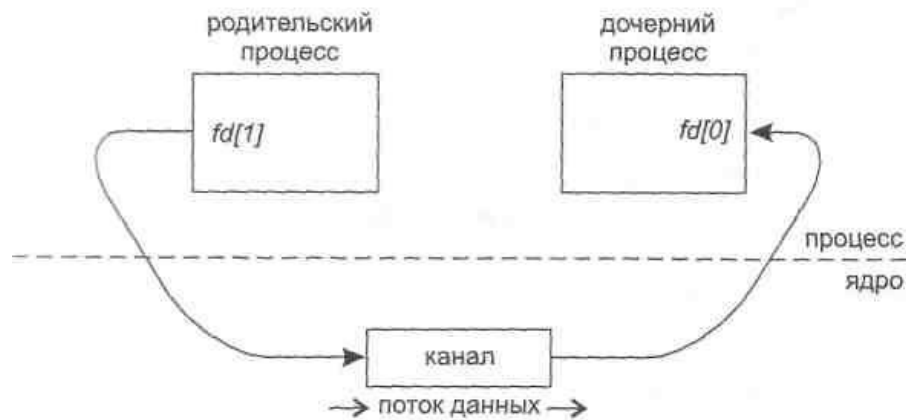 родительский
процесс
дочерний
процесс
fd[1]
fd[0]
процесс
ядро
канал
поток данных